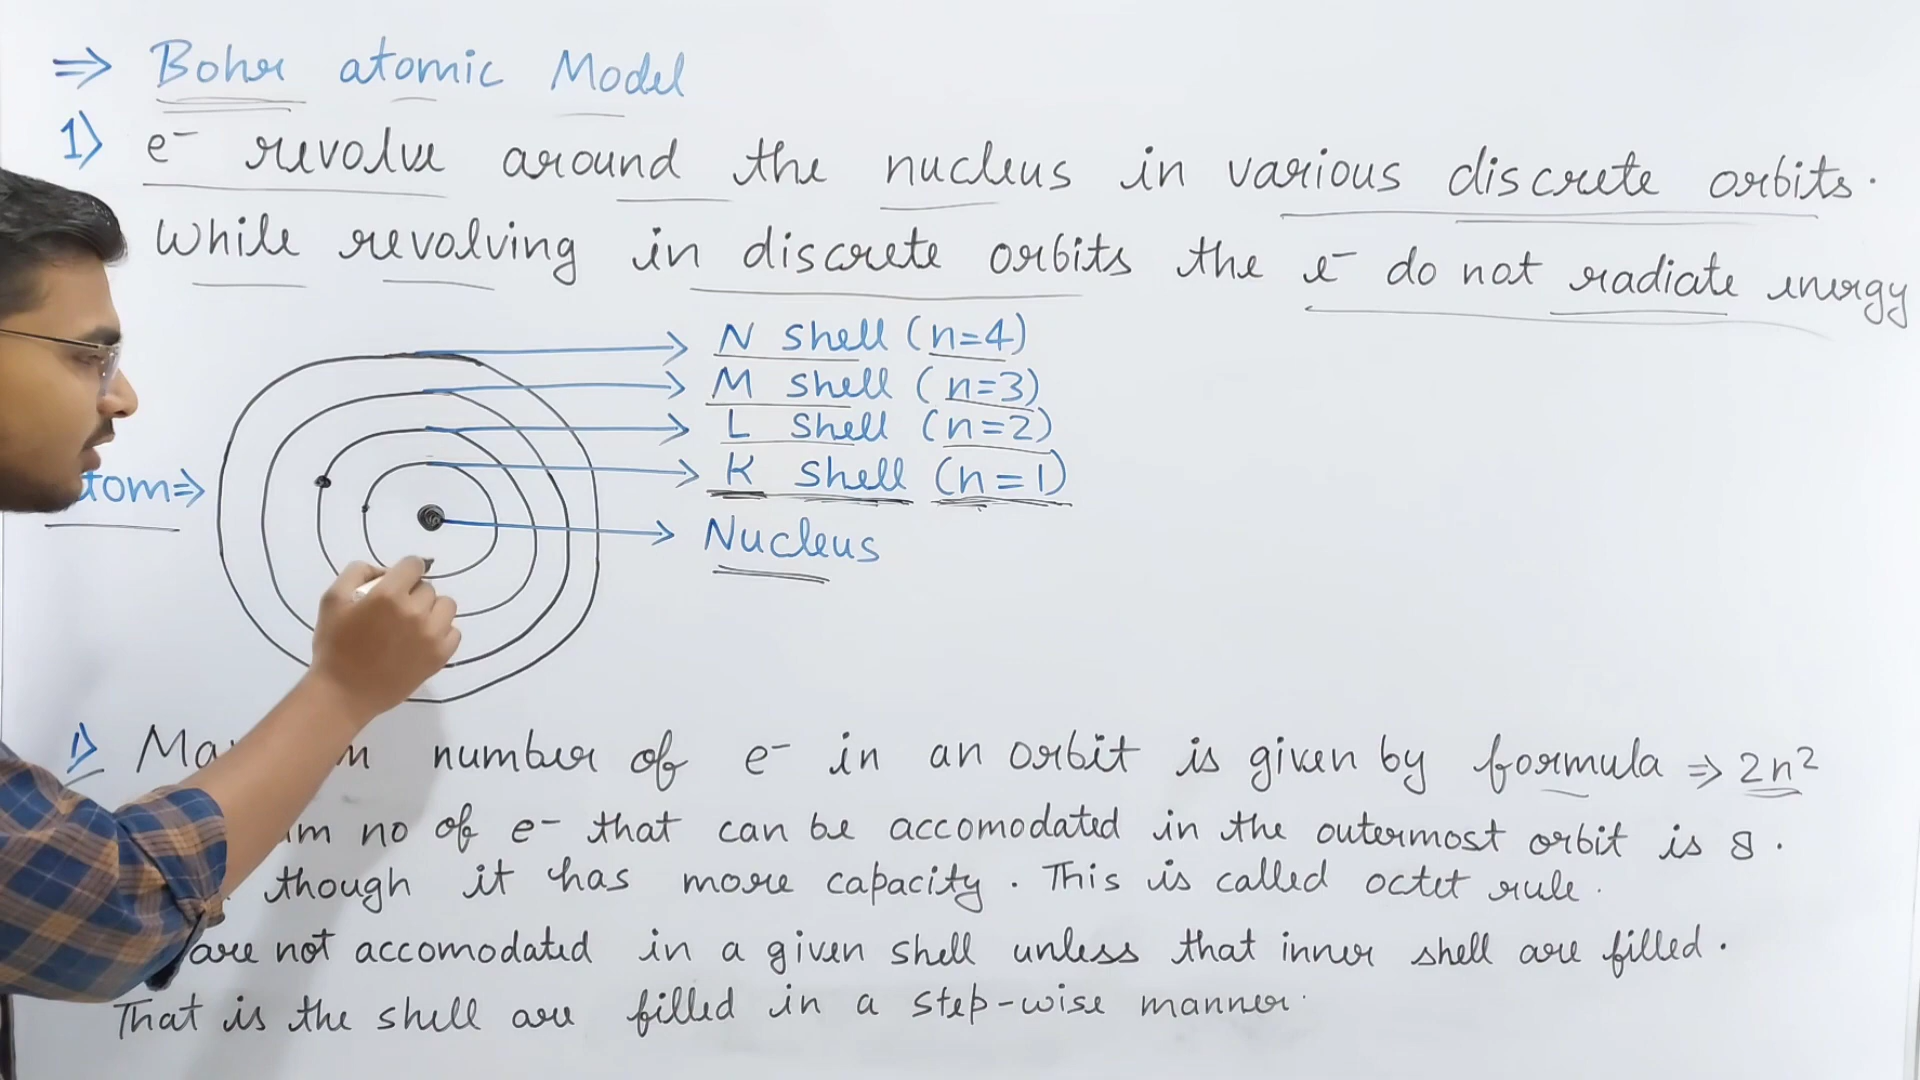 ⇒ Bohr atomic Model
1) e⁻ revolve around the nucleus in various discrete orbits.
While revolving in discrete orbits the e⁻ do not radiate energy
N shell (n=4)
M shell (n=3)
L shell (n=2)
K shell (n=1)
tom⇒
Nucleus
1) number of e⁻ in an orbit is given by formula ⇒ 2n²
no of e⁻ that can be accomodated in the outermost orbit is 8.
though it has more capacity. This is called octet rule.
are not accomodated in a given shell unless that inner shell are filled.
That is the shell are filled in a step-wise manner.